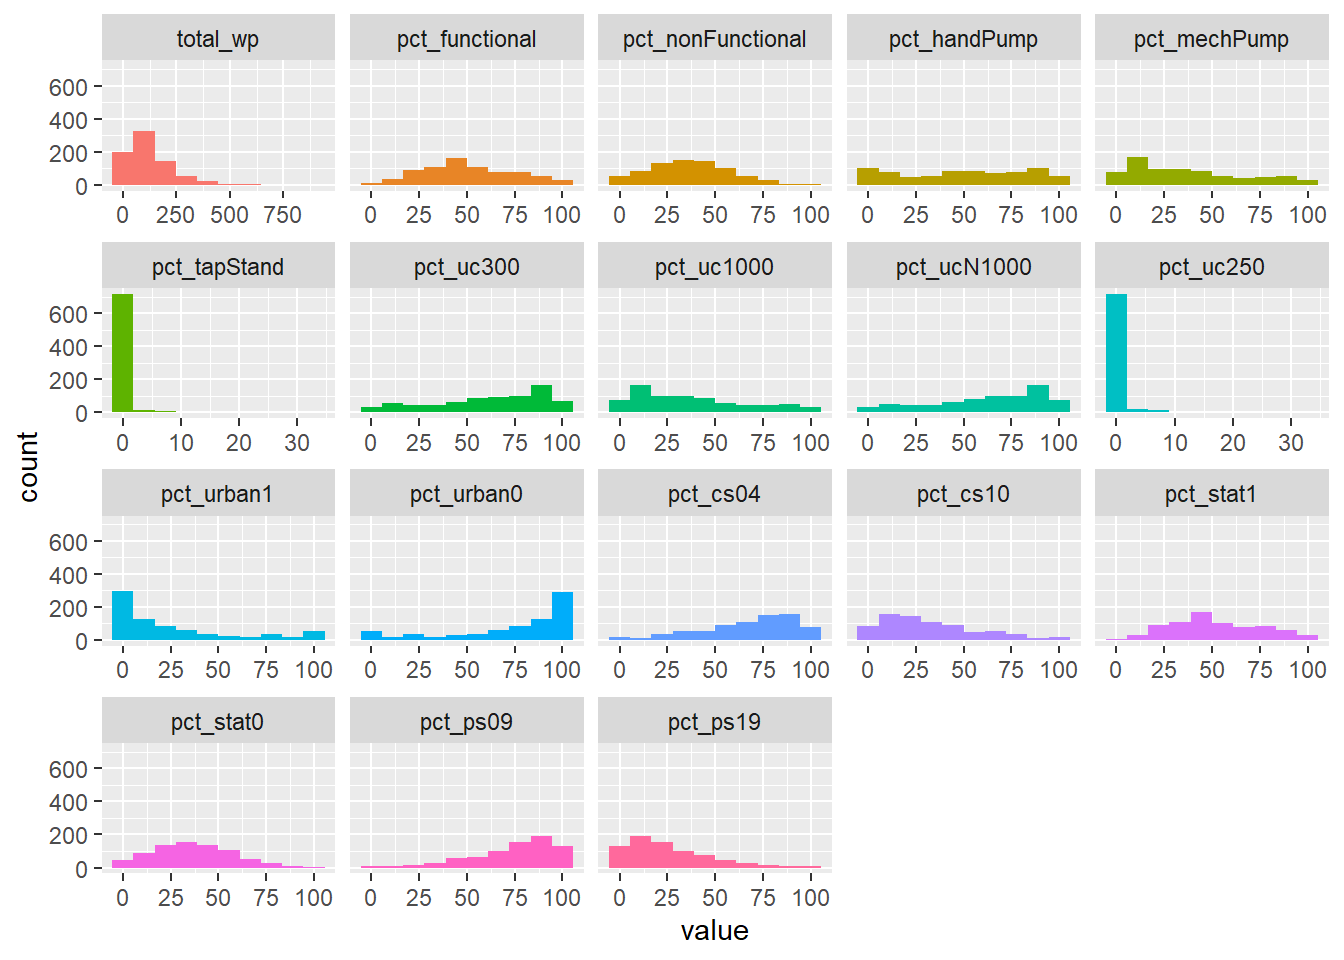 total_wp pct_functional pct_nonFunctional pct_handPump pct_mechPump
600
400
200
0
0 250 500 750 0 25 50 75 100 0 25 50 75 100 0 25 50 75 100 0 25 50 75 100
pct_tapStand pct_uc300 pct_uc1000 pct_ucN1000 pct_uc250
600
400
200
0
0 10 20 30 0 25 50 75 100 0 25 50 75 100 0 25 50 75 100 0 10 20 30
count
pct_urban1 pct_urban0 pct_cs04 pct_cs10 pct_stat1
600
400
200
0
0 25 50 75 100 0 25 50 75 100 0 25 50 75 100 0 25 50 75 100 0 25 50 75 100
pct_stat0 pct_ps09 pct_ps19
600
400
200
0
0 25 50 75 100 0 25 50 75 100 0 25 50 75 100
value